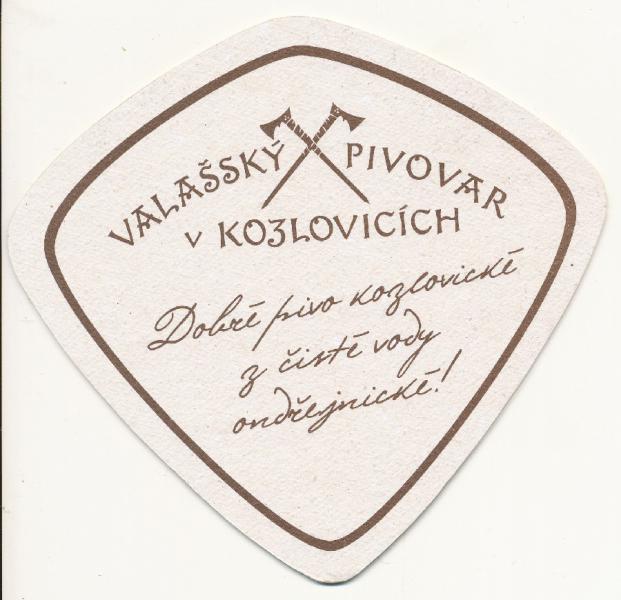 VALAŠSKÝ PIVOVAR
v KOZLOVICÍCH
Dobré pivo kozlovické
z čisté vody
ondřejnické!